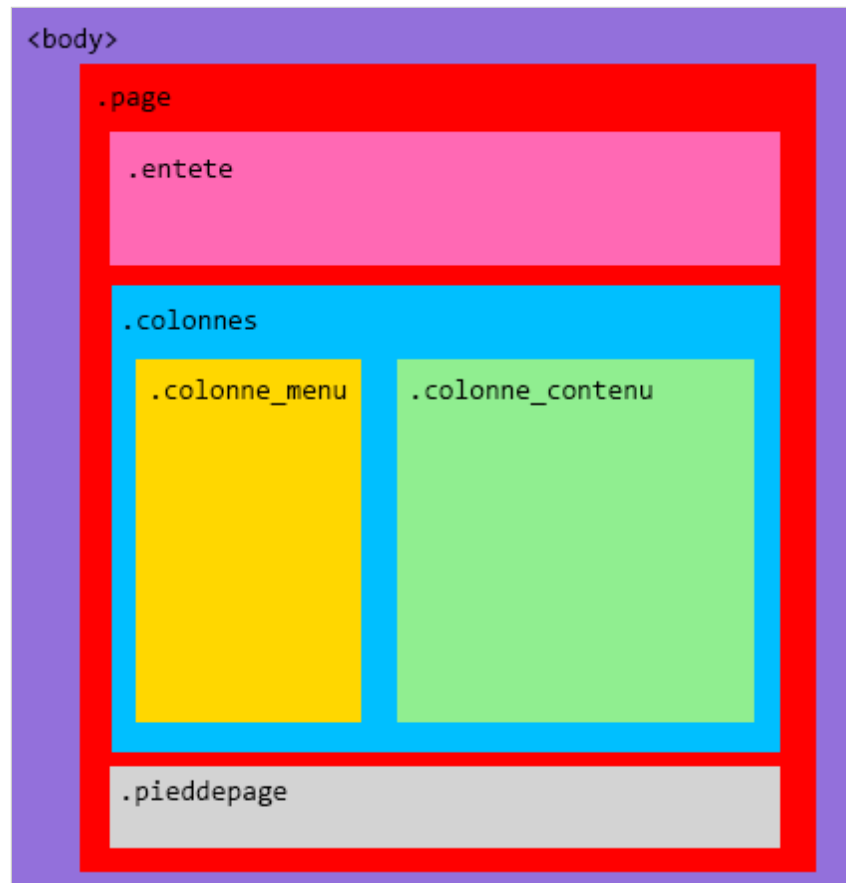 <body>
.page
.entete
.colonnes
.colonne_menu
.colonne_contenu
.pieddepage